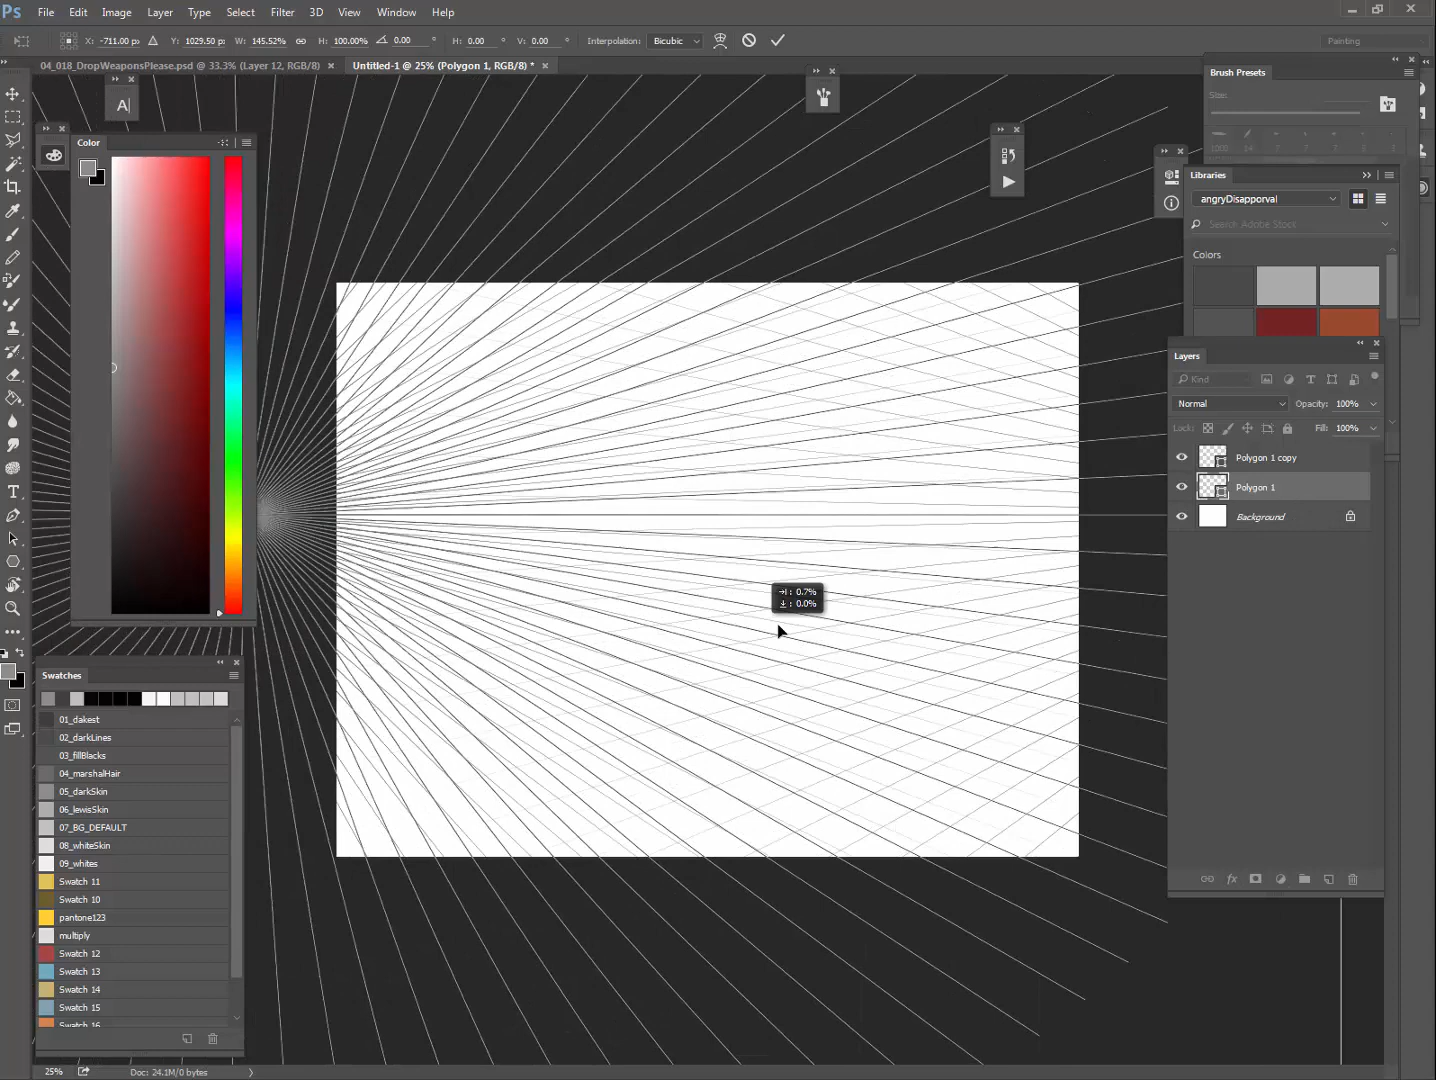 Ps File Edit Image Layer Type Select Filter 3D View Window Help
X: -711.00 p Y: 1029.50 p W: 145.52% H: 100.00% 0.00 ° H: 0.00 ° V: 0.00 ° Interpolation: Bicubic Painting
04_018_DropWeaponsPlease.psd @ 33.3% (Layer 12, RGB/8) × Untitled-1 @ 25% (Polygon 1, RGB/8) * ×
Brush Presets
Size:
A|
Color
Libraries
angryDisapporval
Search Adobe Stock
Colors
Layers
Kind
Normal Opacity: 100%
Lock: Fill: 100%
Polygon 1 copy
Polygon 1
Background
: 0.7%
: 0.0%
Swatches
01_dakest
02_darkLines
03_fillBlacks
04_marshalHair
05_darkSkin
06_lewisSkin
07_BG_DEFAULT
08_whiteSkin
09_whites
Swatch 11
Swatch 10
pantone123
multiply
Swatch 12
Swatch 13
Swatch 14
Swatch 15
Swatch 16
25% Doc: 24.1M/0 bytes